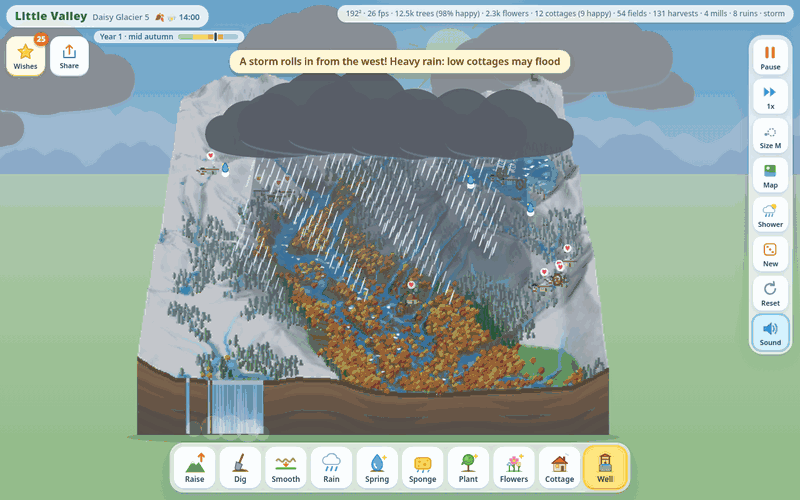 Little Valley Daisy Glacier 5 14:00
192² · 26 fps · 12.5k trees (98% happy) · 2.3k flowers · 12 cottages (9 happy) · 54 fields · 131 harvests · 4 mills · 8 ruins · storm
Year 1 · mid autumn
25
Wishes
Share
A storm rolls in from the west! Heavy rain: low cottages may flood
Pause
1x
Size M
Map
Shower
New
Reset
Sound
Raise
Dig
Smooth
Rain
Spring
Sponge
Plant
Flowers
Cottage
Well